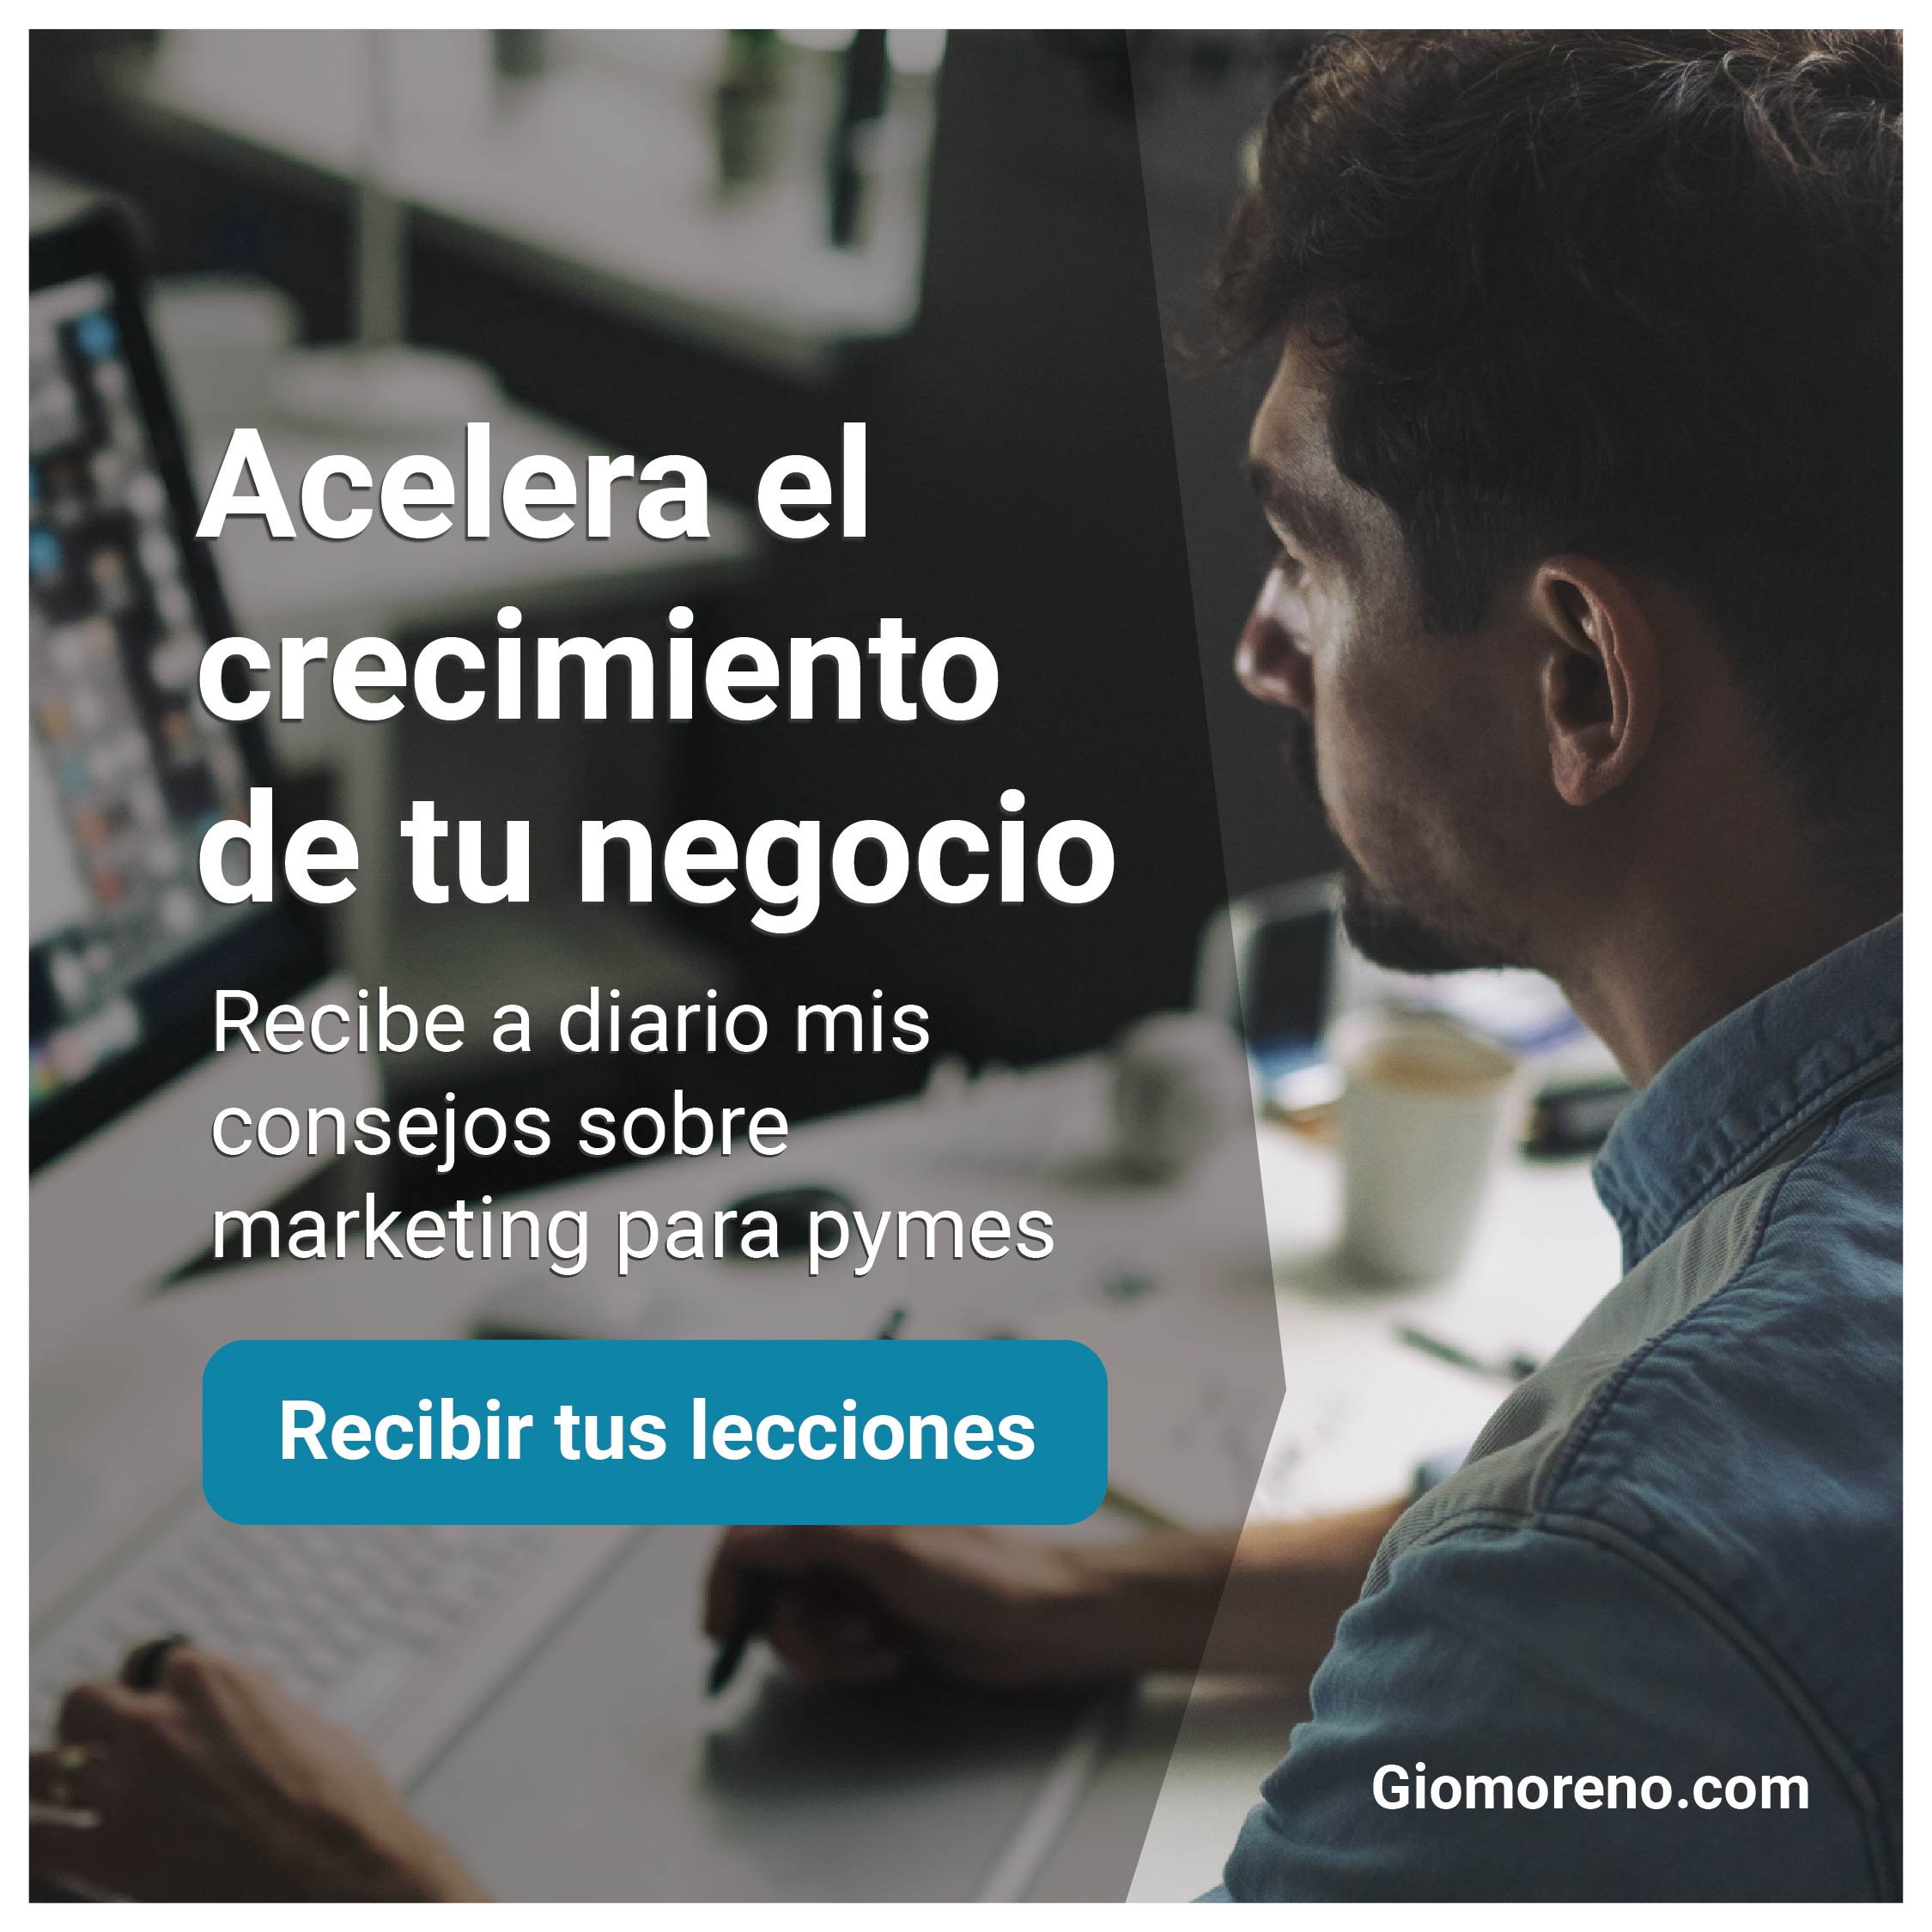 Acelera el
crecimiento
de tu negocio
Recibe a diario mis
consejos sobre
marketing para pymes
Recibir tus lecciones
Giomoreno.com